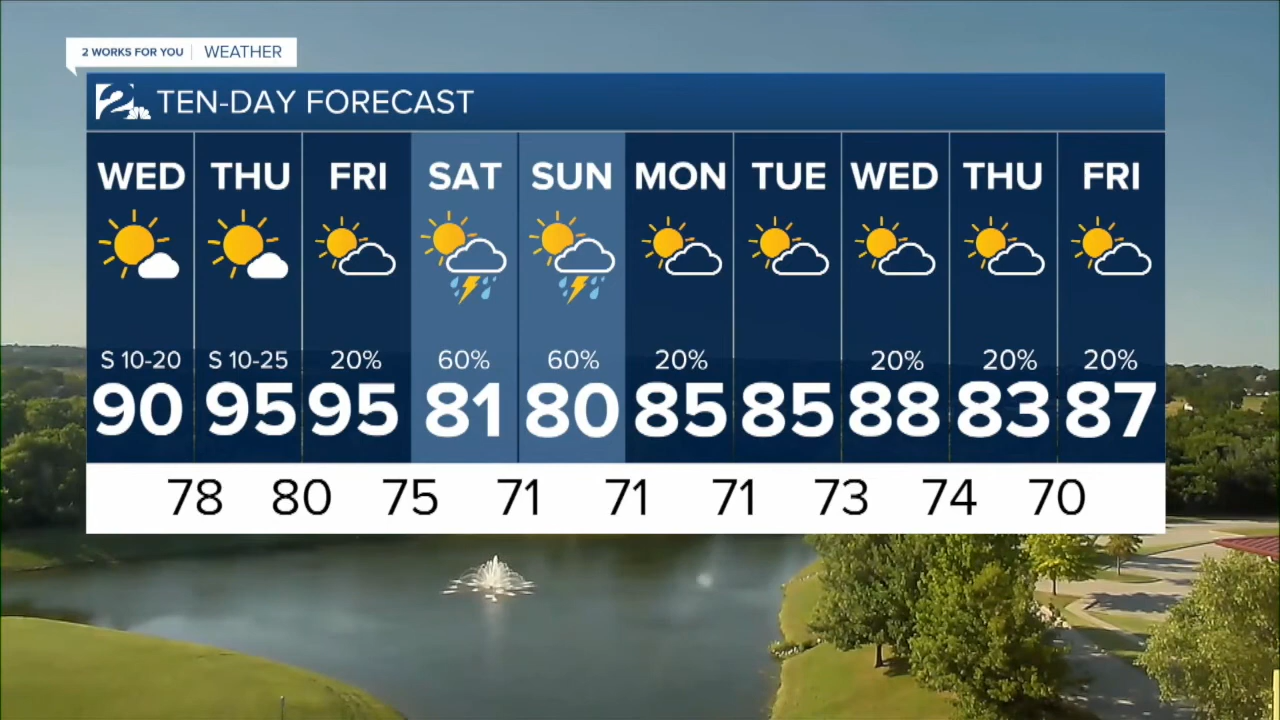 2 WORKS FOR YOU | WEATHER
2 TEN-DAY FORECAST
WED THU FRI SAT SUN MON TUE WED THU FRI
S 10-20 S 10-25 20% 60% 60% 20% 20% 20% 20%
90 95 95 81 80 85 85 88 83 87
78 80 75 71 71 71 73 74 70